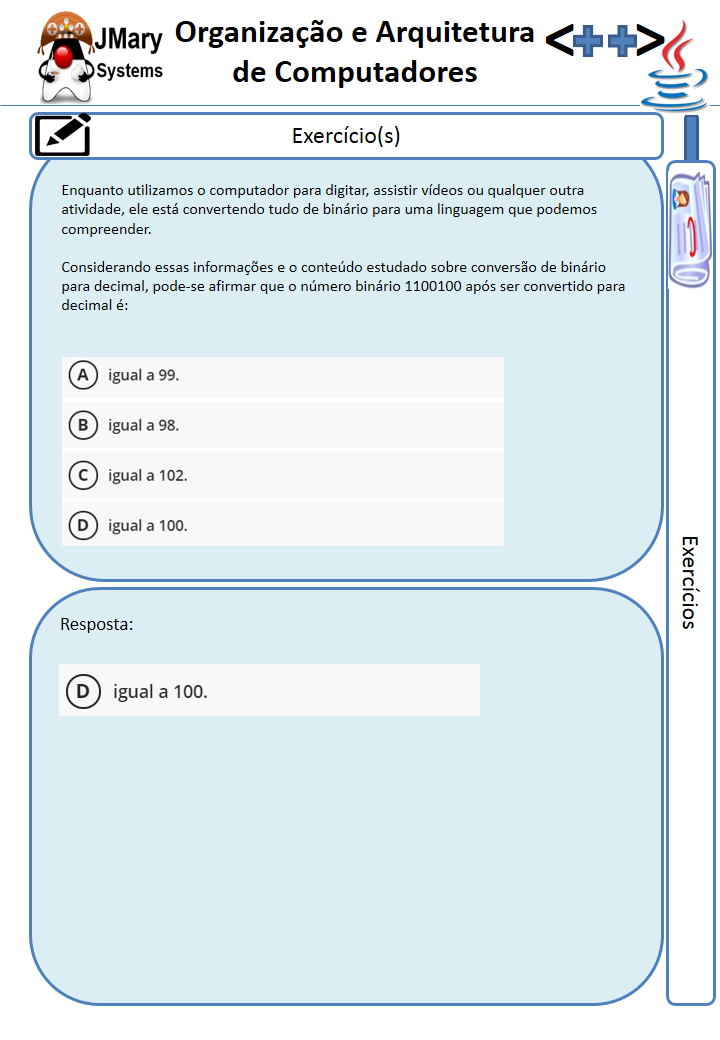 JMary
Systems
Organização e Arquitetura
de Computadores
<++>
Exercício(s)
Enquanto utilizamos o computador para digitar, assistir vídeos ou qualquer outra
atividade, ele está convertendo tudo de binário para uma linguagem que podemos
compreender.
Considerando essas informações e o conteúdo estudado sobre conversão de binário
para decimal, pode-se afirmar que o número binário 1100100 após ser convertido para
decimal é:
A igual a 99.
B igual a 98.
C igual a 102.
D igual a 100.
Exercícios
Resposta:
D igual a 100.